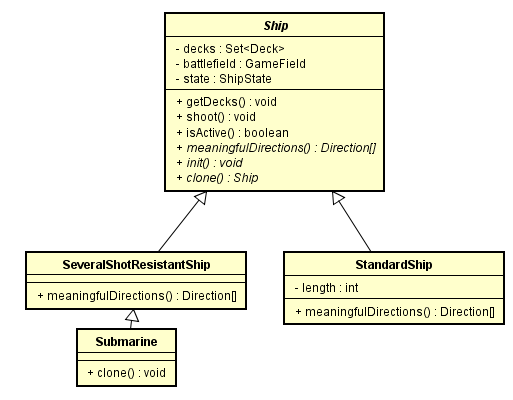 Ship
- decks : Set<Deck>
- battlefield : GameField
- state : ShipState
+ getDecks() : void
+ shoot() : void
+ isActive() : boolean
+ meaningfulDirections() : Direction[]
+ init() : void
+ clone() : Ship
SeveralShotResistantShip
+ meaningfulDirections() : Direction[]
StandardShip
- length : int
+ meaningfulDirections() : Direction[]
Submarine
+ clone() : void